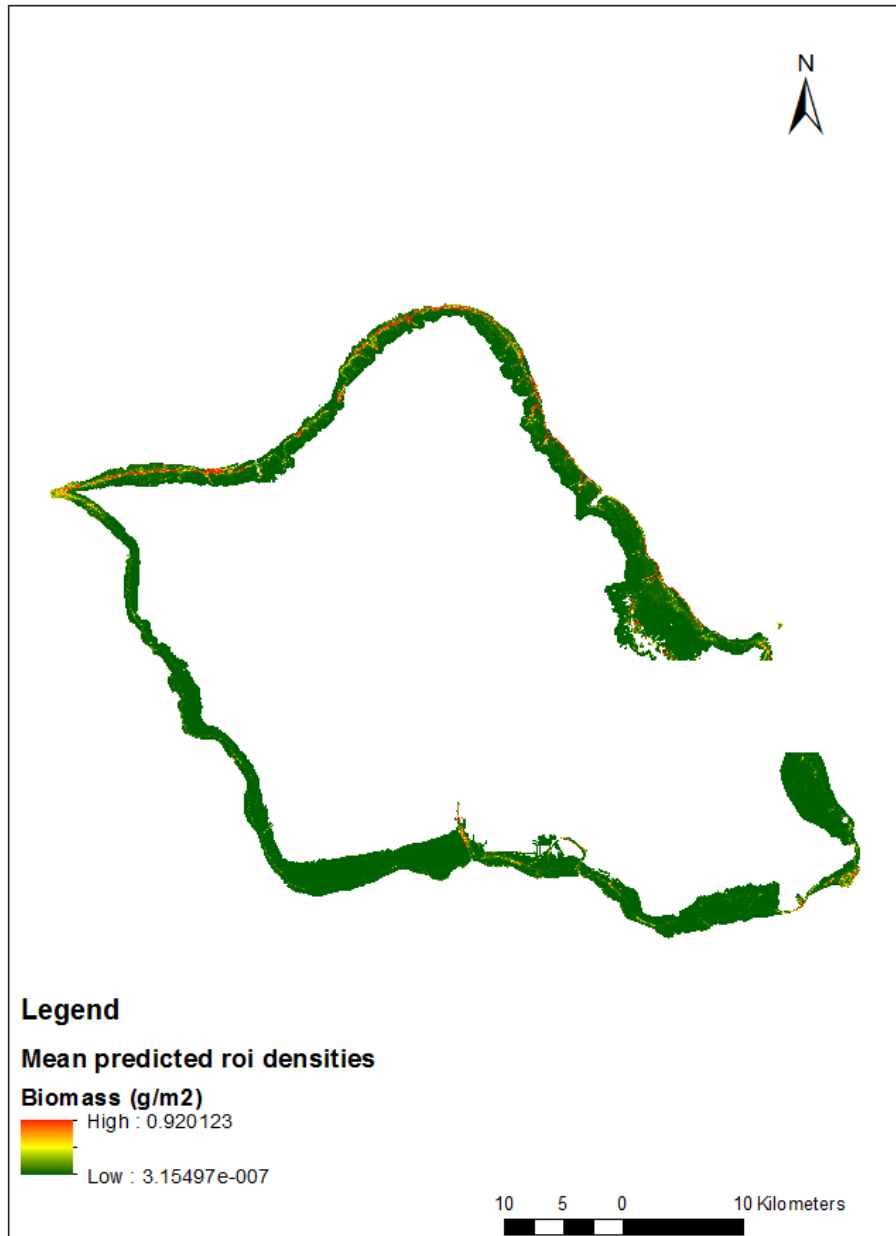 N
Legend
Mean predicted roi densities
Biomass (g/m2)
High : 0.920123
Low : 3.15497e-007
10 5 0 10 Kilometers